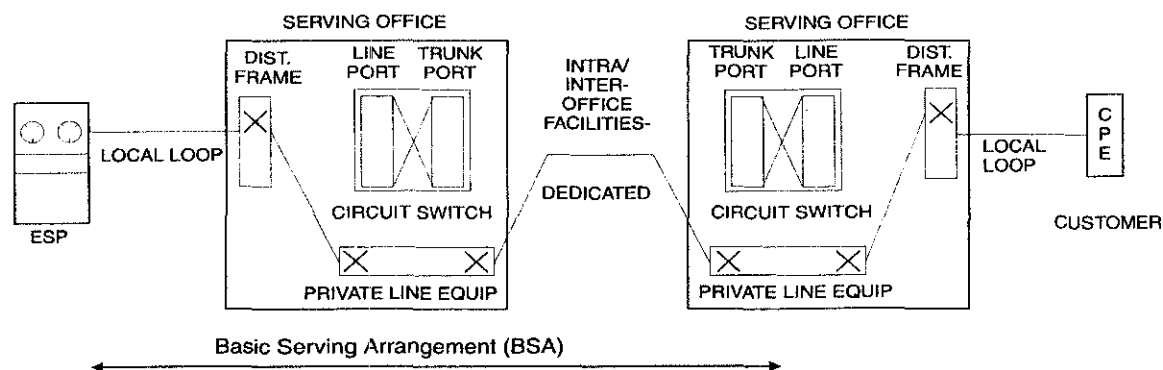 SERVING OFFICE
DIST.
FRAME
LINE
PORT
TRUNK
PORT
LOCAL LOOP
ESP
CIRCUIT SWITCH
PRIVATE LINE EQUIP
INTRA/
INTER-
OFFICE
FACILITIES-
DEDICATED
SERVING OFFICE
TRUNK
PORT
LINE
PORT
DIST.
FRAME
CIRCUIT SWITCH
PRIVATE LINE EQUIP
LOCAL
LOOP
C
P
E
CUSTOMER
Basic Serving Arrangement (BSA)